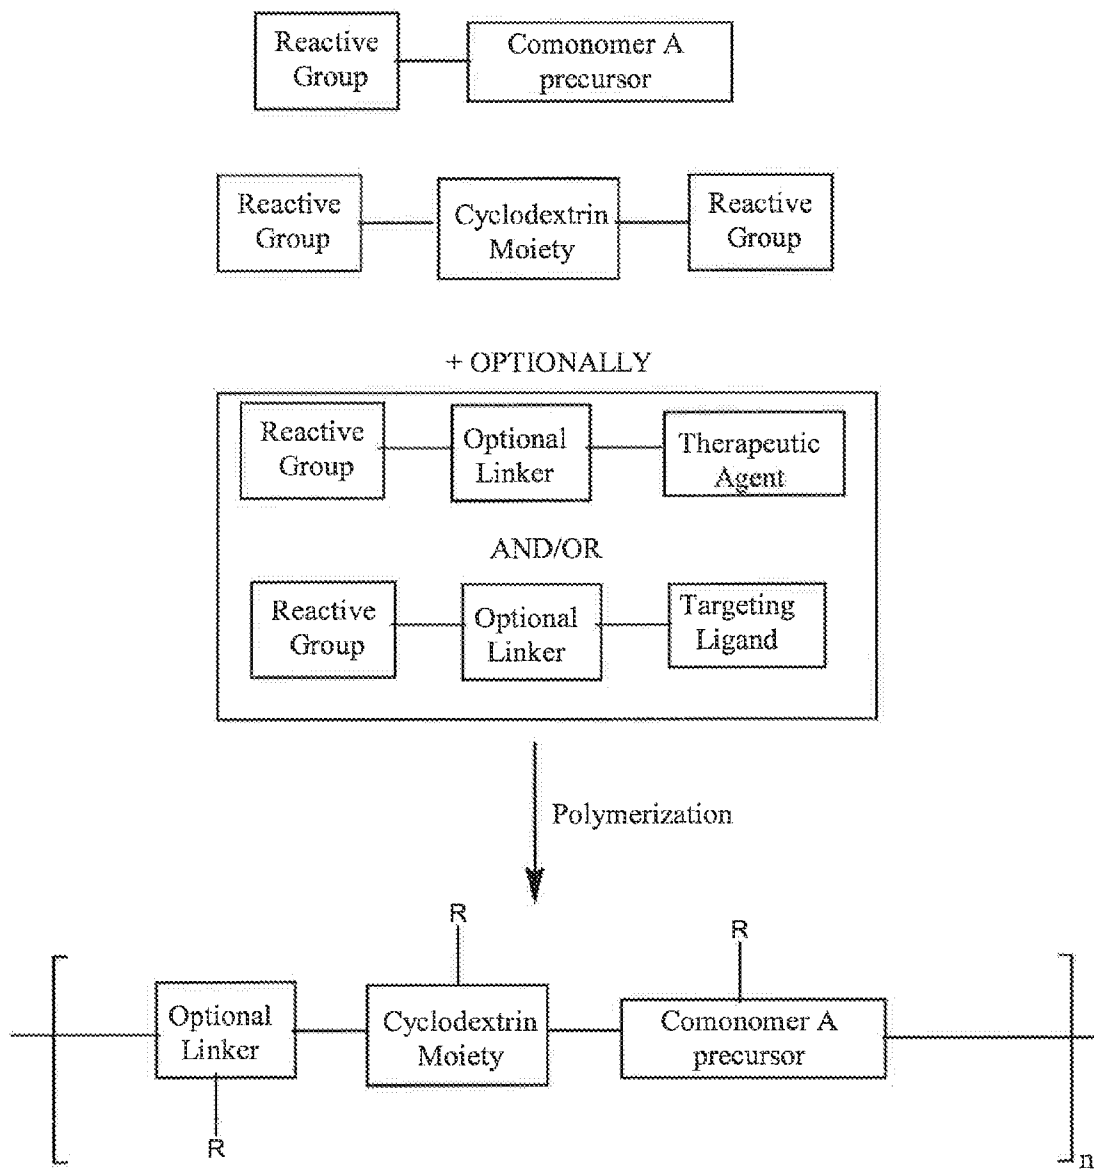 Reactive
Group
Comonomer A
precursor
Reactive
Group
Cyclodextrin
Moiety
Reactive
Group
+ OPTIONALLY
Reactive
Group
Optional
Linker
Therapeutic
Agent
AND/OR
Reactive
Group
Optional
Linker
Targeting
Ligand
Polymerization
R
R
Optional
Linker
Cyclodextrin
Moiety
Comonomer A
precursor
R
n